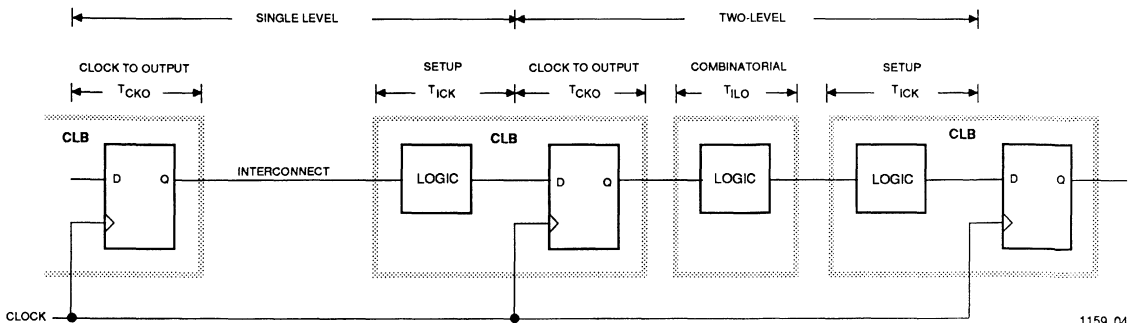 SINGLE LEVEL TWO-LEVEL
CLOCK TO OUTPUT SETUP CLOCK TO OUTPUT COMBINATORIAL SETUP
TCKO TICK TCKO TILO TICK
CLB CLB CLB
D Q INTERCONNECT LOGIC D Q LOGIC LOGIC D Q
CLOCK
1159 04